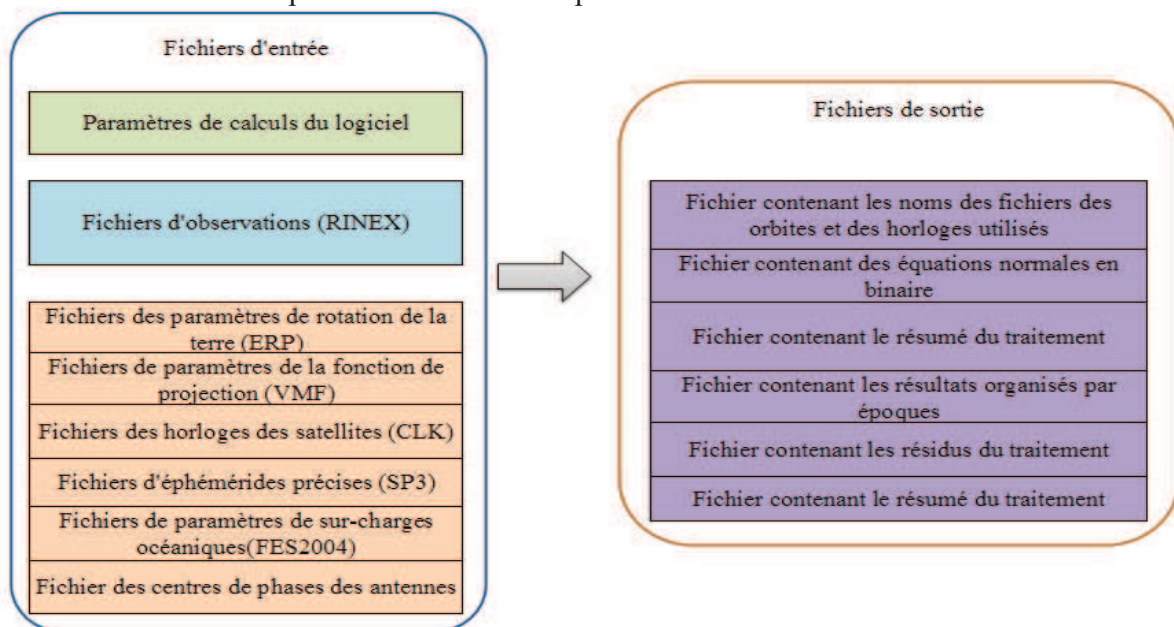 Fichiers d'entrée
Paramètres de calculs du logiciel
Fichiers d'observations (RINEX)
Fichiers des paramètres de rotation de la
terre (ERP)
Fichiers de paramètres de la fonction de
projection (VMF)
Fichiers des horloges des satellites (CLK)
Fichiers d'éphémérides précises (SP3)
Fichiers de paramètres de sur-charges
océaniques(FES2004)
Fichier des centres de phases des antennes
Fichiers de sortie
Fichier contenant les noms des fichiers des
orbites et des horloges utilisés
Fichier contenant des équations normales en
binaire
Fichier contenant le résumé du traitement
Fichier contenant les résultats organisés par
époques
Fichier contenant les résidus du traitement
Fichier contenant le résumé du traitement